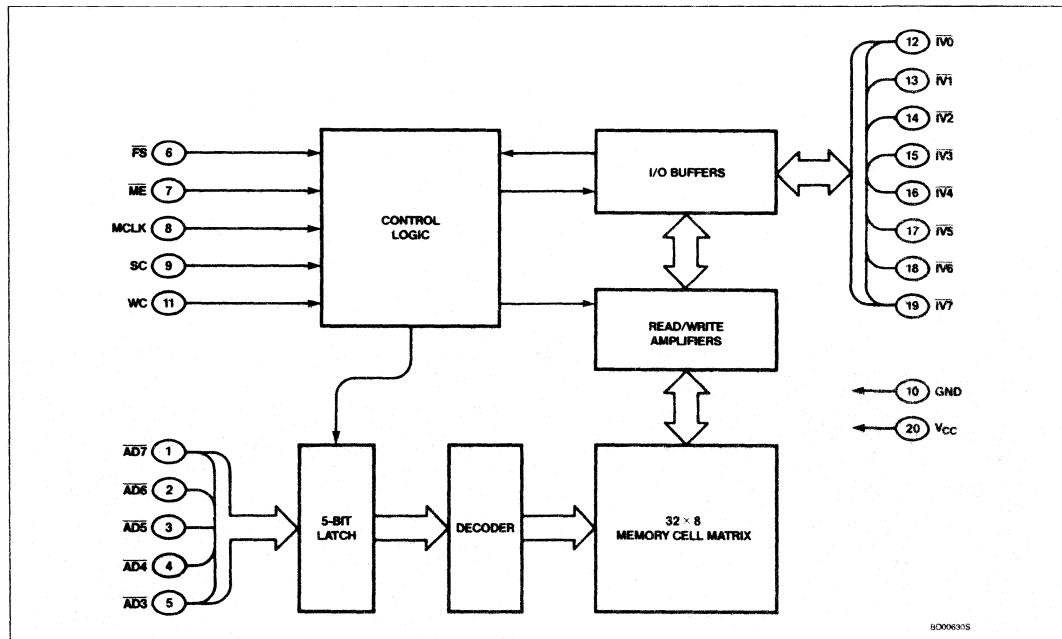 12 IV0
13 IV1
14 IV2
15 IV3
16 IV4
17 IV5
18 IV6
19 IV7
FS 6
ME 7
MCLK 8
SC 9
WC 11
CONTROL
LOGIC
I/O BUFFERS
READ/WRITE
AMPLIFIERS
10 GND
20 VCC
AD7 1
AD6 2
AD5 3
AD4 4
AD3 5
5-BIT
LATCH
DECODER
32 × 8
MEMORY CELL MATRIX
BD00630S